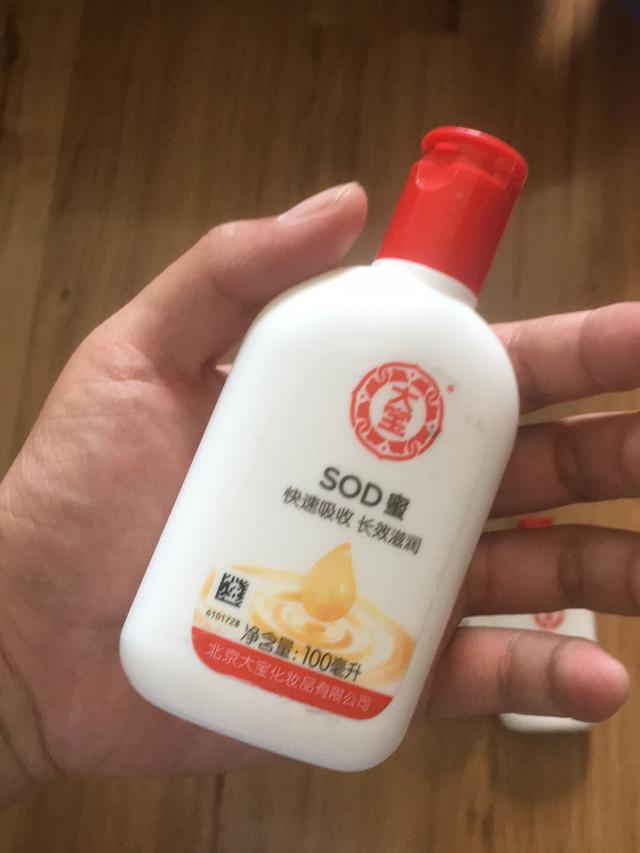 大宝
SOD蜜
快速吸收 长效滋润
6101728
净含量:100毫升
北京大宝化妆品有限公司